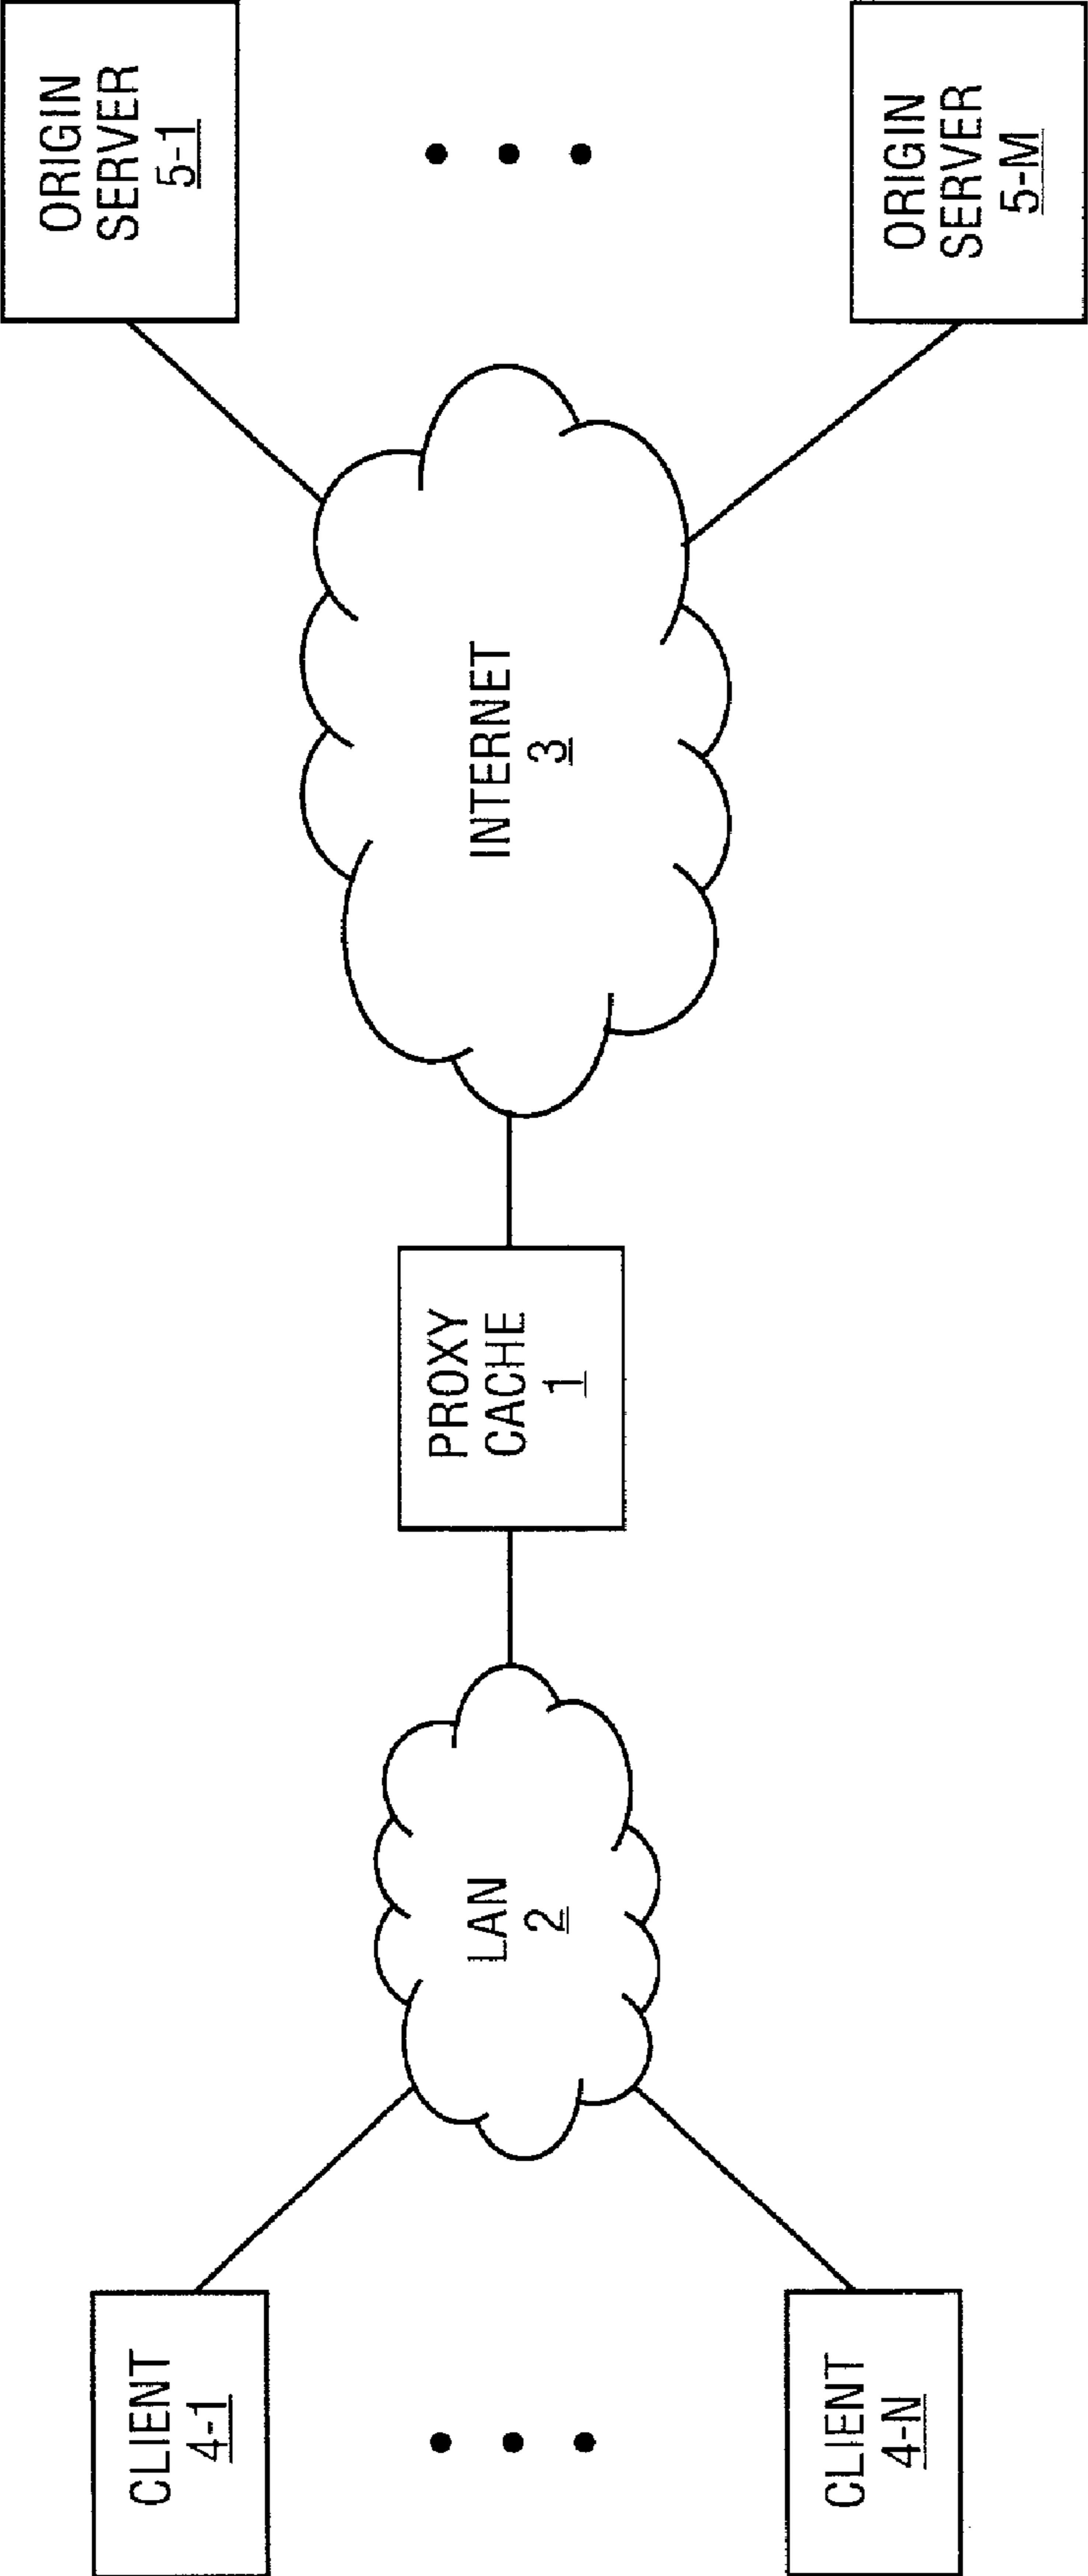 CLIENT
4-1
CLIENT
4-N
LAN
2
PROXY
CACHE
1
INTERNET
3
ORIGIN
SERVER
5-1
ORIGIN
SERVER
5-M